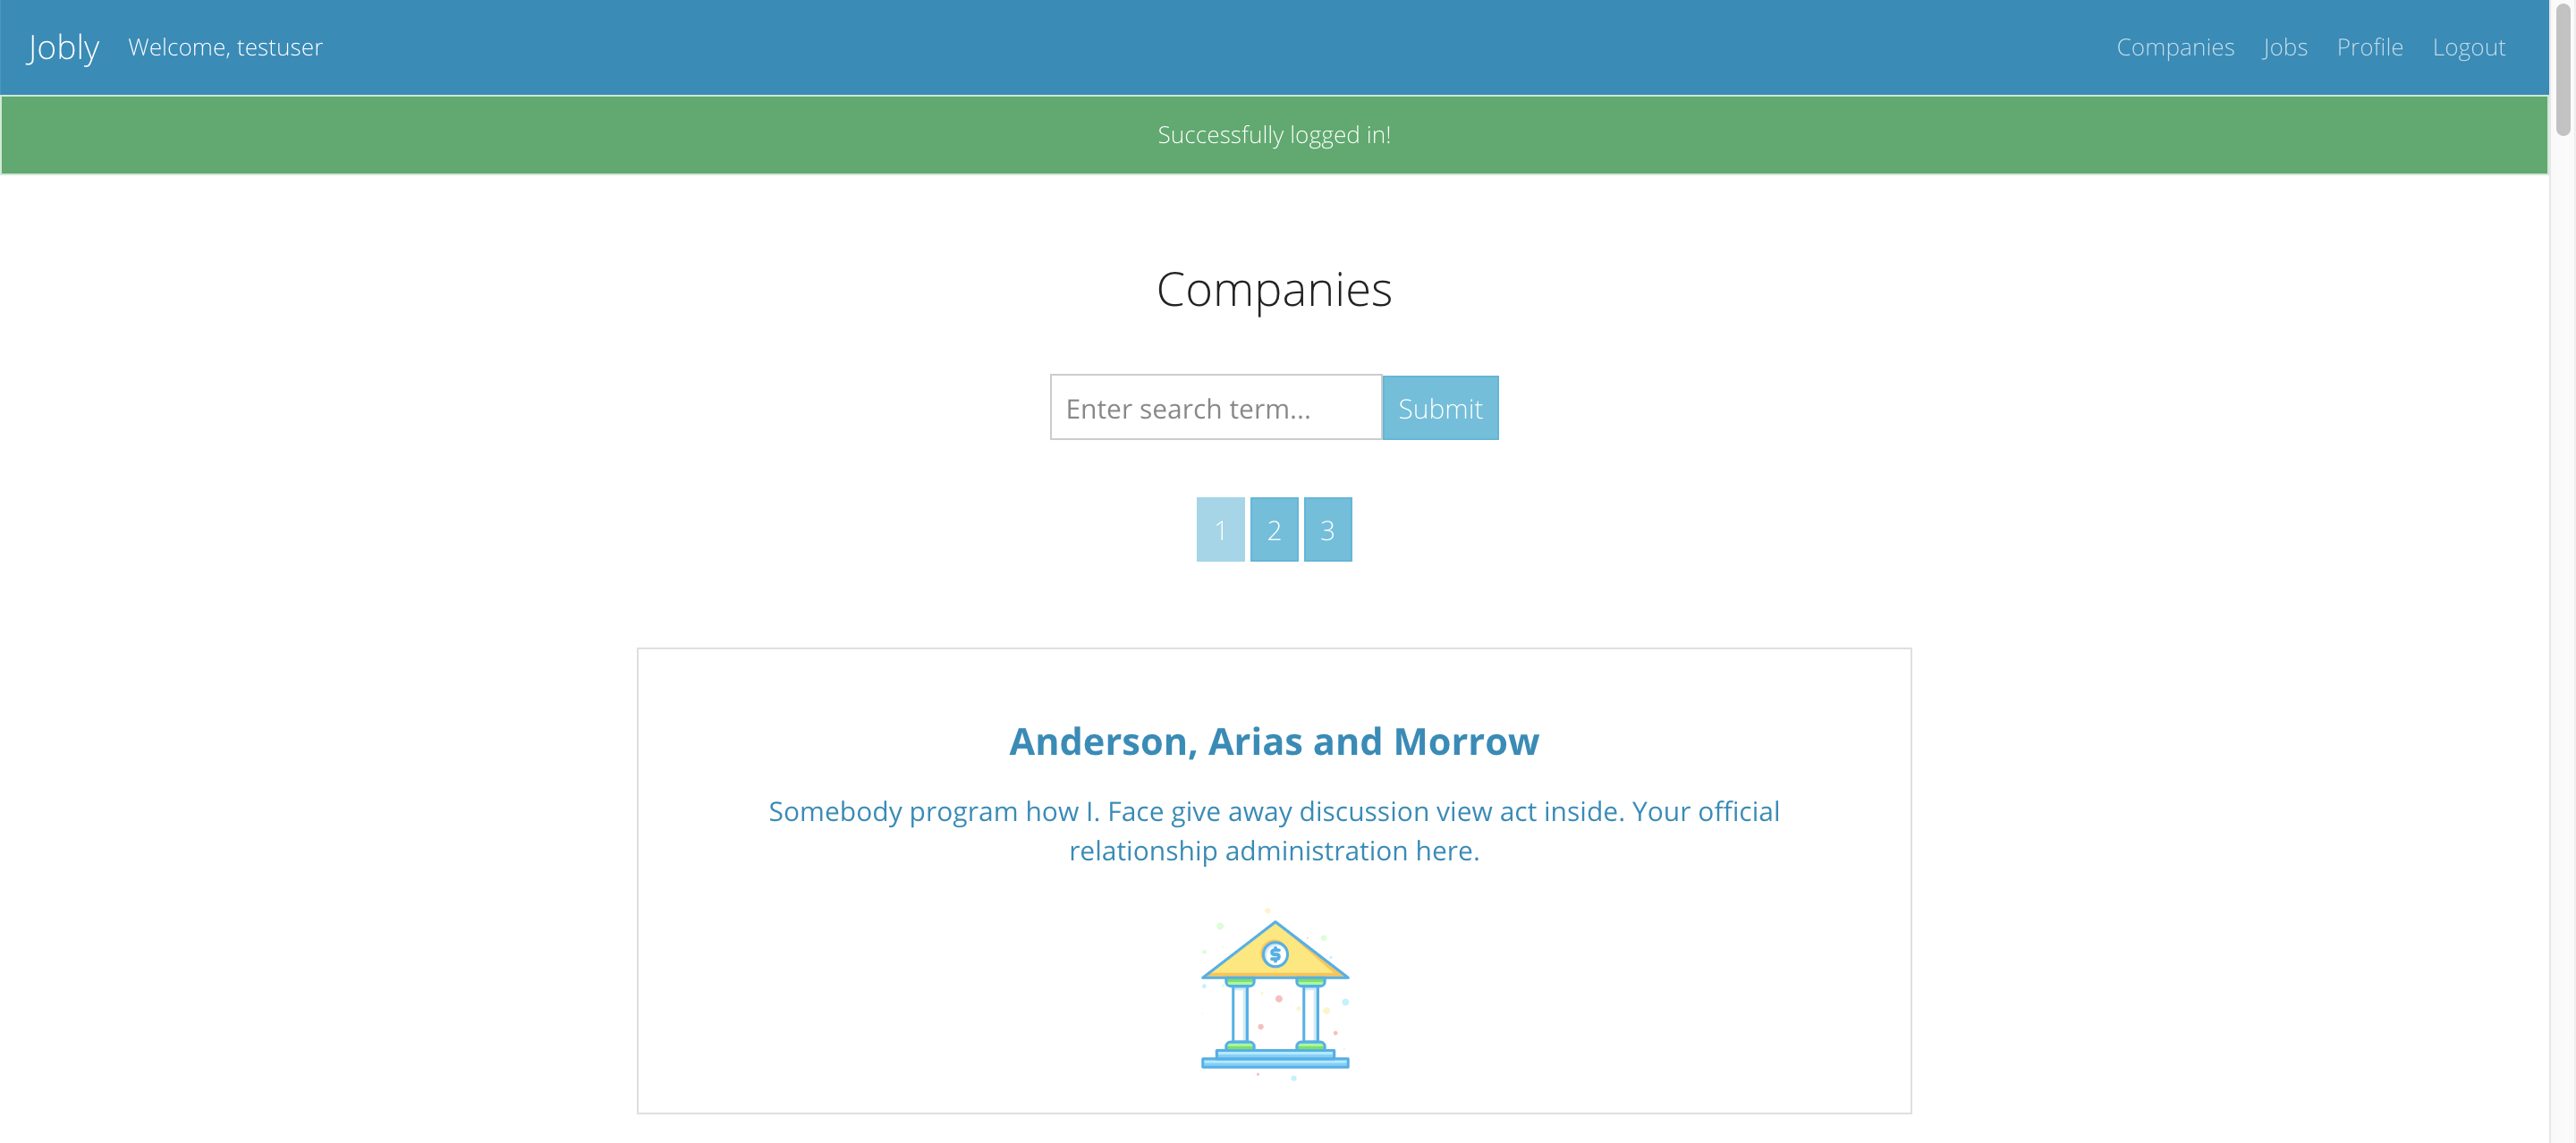 Jobly Welcome, testuser Companies Jobs Profile Logout
Successfully logged in!
Companies
Enter search term... Submit
1 2 3
Anderson, Arias and Morrow
Somebody program how I. Face give away discussion view act inside. Your official
relationship administration here.
$